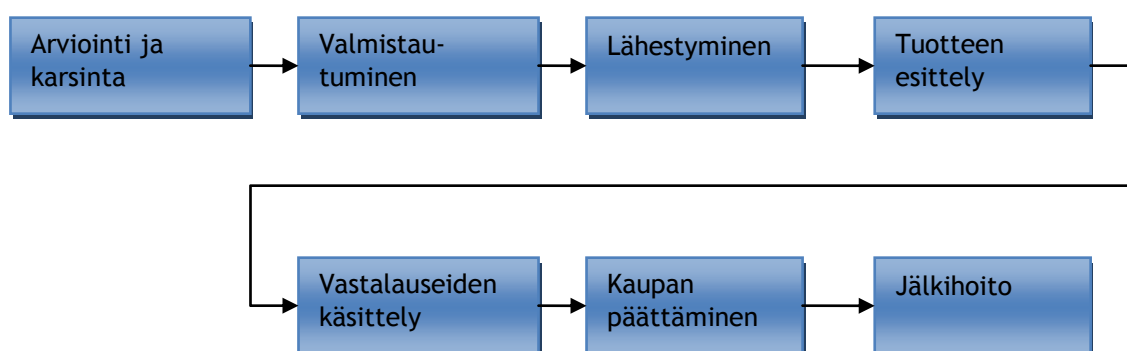 Arviointi ja
karsinta
Valmistau-
tuminen
Lähestyminen
Tuotteen
esittely
Vastalauseiden
käsittely
Kaupan
päättäminen
Jälkihoito